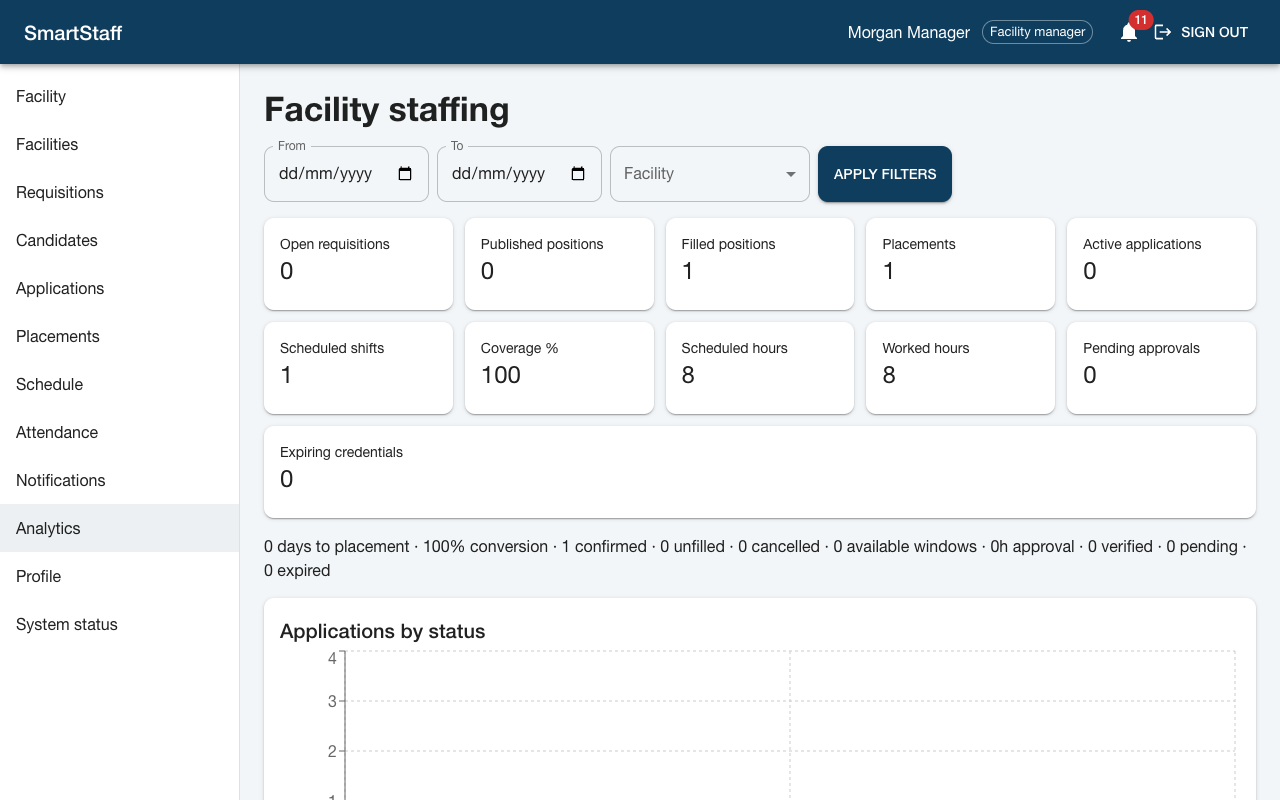 SmartStaff
Morgan Manager
Facility manager
11
SIGN OUT
Facility
Facilities
Requisitions
Candidates
Applications
Placements
Schedule
Attendance
Notifications
Analytics
Profile
System status
Facility staffing
From
dd/mm/yyyy
To
dd/mm/yyyy
Facility
APPLY FILTERS
Open requisitions
0
Published positions
0
Filled positions
1
Placements
1
Active applications
0
Scheduled shifts
1
Coverage %
100
Scheduled hours
8
Worked hours
8
Pending approvals
0
Expiring credentials
0
0 days to placement · 100% conversion · 1 confirmed · 0 unfilled · 0 cancelled · 0 available windows · 0h approval · 0 verified · 0 pending ·
0 expired
Applications by status
4
3
2
1